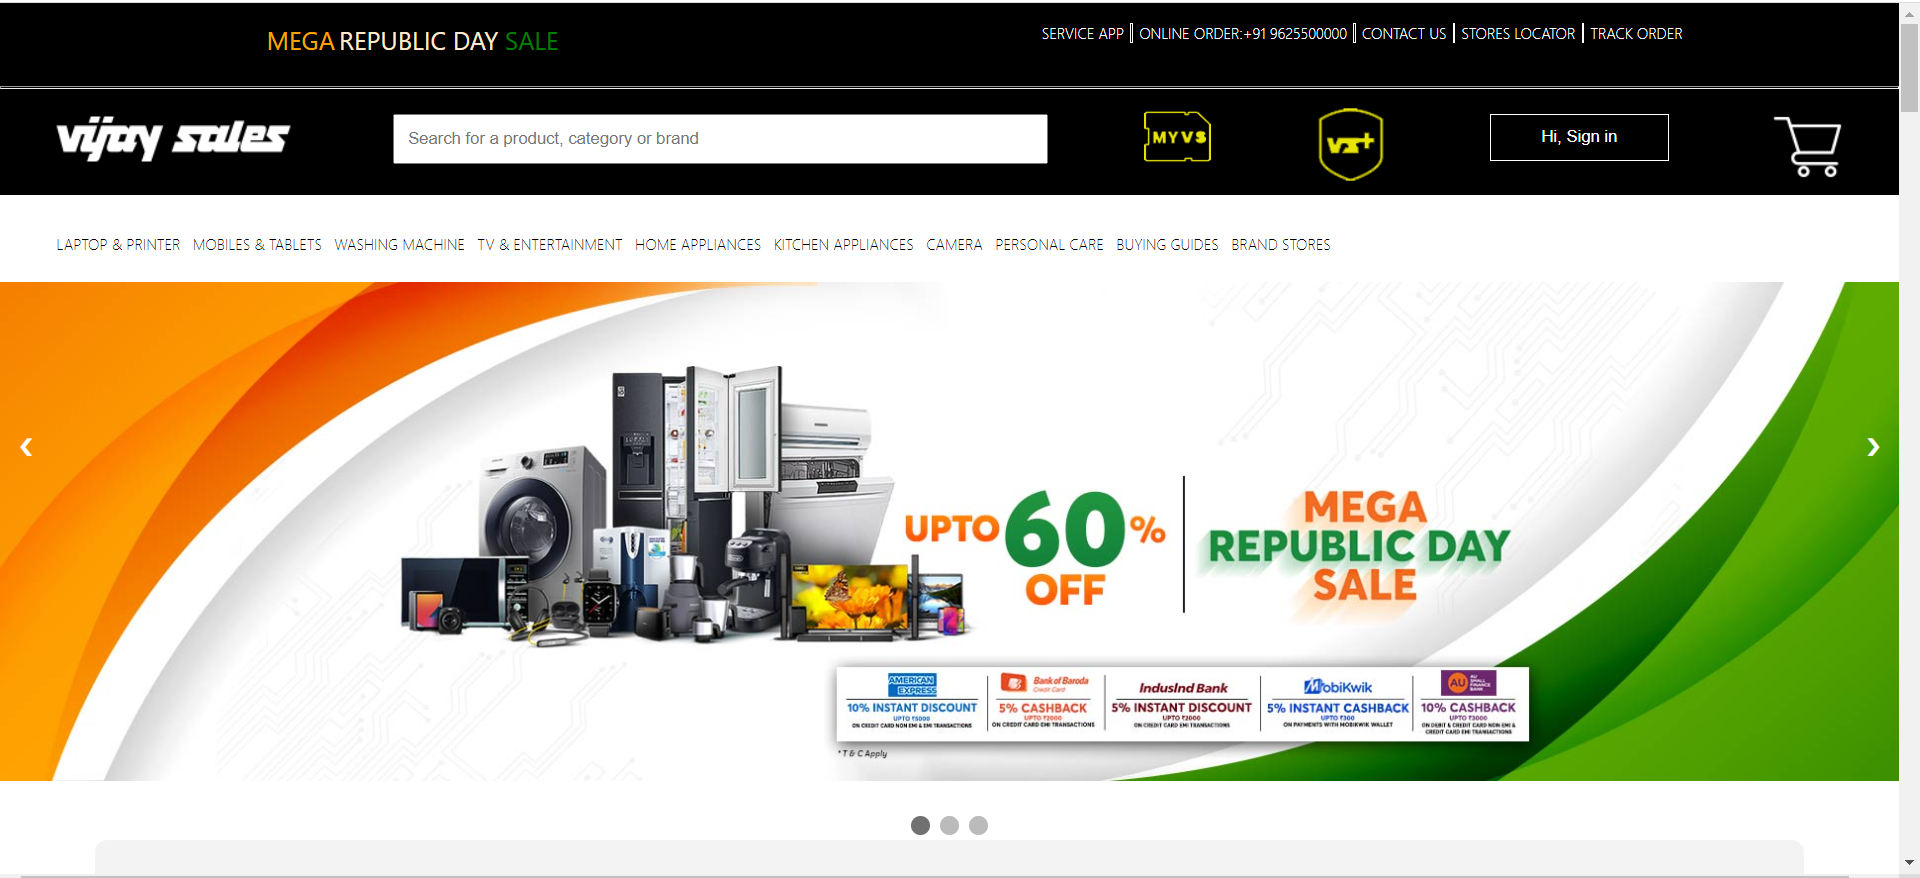 MEGA REPUBLIC DAY SALE
SERVICE APP ONLINE ORDER:+91 9625500000 CONTACT US STORES LOCATOR TRACK ORDER
vijay sales
Search for a product, category or brand
MYVS
VS+
Hi, Sign in
LAPTOP & PRINTER MOBILES & TABLETS WASHING MACHINE TV & ENTERTAINMENT HOME APPLIANCES KITCHEN APPLIANCES CAMERA PERSONAL CARE BUYING GUIDES BRAND STORES
UPTO 60% OFF
MEGA
REPUBLIC DAY
SALE
AMERICAN EXPRESS
10% INSTANT DISCOUNT
UPTO ₹5000
ON CREDIT CARD NON EMI & EMI TRANSACTIONS
Bank of Baroda
Credit Card
5% CASHBACK
UPTO ₹2000
ON CREDIT CARD EMI TRANSACTIONS
IndusInd Bank
5% INSTANT DISCOUNT
UPTO ₹2000
ON CREDIT CARD EMI TRANSACTIONS
MobiKwik
5% INSTANT CASHBACK
UPTO ₹300
ON PAYMENTS WITH MOBIKWIK WALLET
AU
AU SMALL FINANCE BANK
10% CASHBACK
UPTO ₹3000
ON DEBIT & CREDIT CARD NON EMI &
CREDIT CARD EMI TRANSACTIONS
*T & C Apply